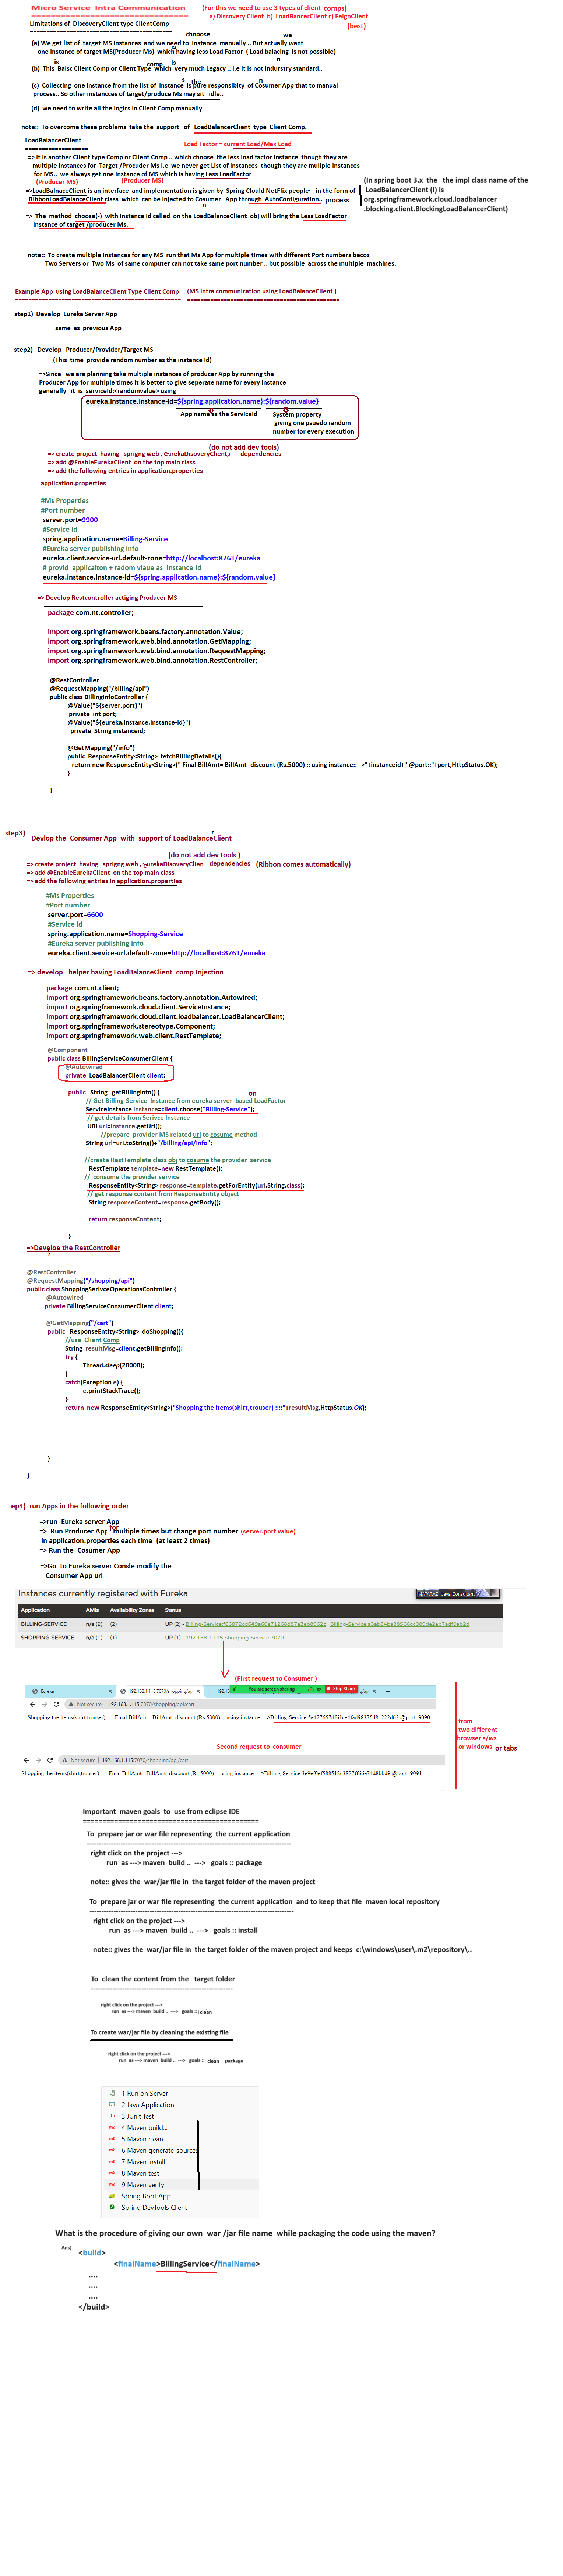 Micro Service Intra Communication
(For this we need to use 3 types of client comps)
a) Discovery Client b) LoadBancerClient c) FeignClient
(best)
Limitations of DiscoveryClient type ClientComp
(a) We get list of target MS instances and we need to instance manually .. But actually want
chooose we
one instance of target MS(Producer Ms) which having less Load Factor ( Load balacing is not possible)
is
(b) This Baisc Client Comp or Client Type which very much Legacy .. i.e it is not indurstry standard..
is comp is n
(c) Collecting one instance from the list of instance is pure responsibity of Cosumer App that to manual
s the n
process.. So other instances of target/produce Ms may sit idle..
(d) we need to write all the logics in Client Comp manually
note:: To overcome these problems take the support of LoadBalancerClient type Client Comp.
LoadBalancerClient
Load Factor = current Load/Max Load
=> It is another Client type Comp or Client Comp .. which choose the less load factor instance though they are
multiple instances for Target /Procuder Ms i.e we never get List of instances though they are muliple instances
for MS.. we always get one instance of MS which is having Less LoadFactor
(Producer MS) (Producer MS)
=>LoadBalnaceClient is an interface and implementation is given by Spring Clould NetFlix people in the form of
RibbonLoadBalanceClient class which can be injected to Cosumer App through AutoConfiguration.. process
n
(In spring boot 3.x the the impl class name of the
LoadBalancerClient (I) is
org.springframework.cloud.loadbalancer
.blocking.client.BlockingLoadBalancerClient)
=> The method choose(-) with instance Id called on the LoadBalanceClient obj will bring the Less LoadFactor
Instance of target /producer Ms.
note:: To create multiple instances for any MS run that Ms App for multiple times with different Port numbers becoz
Two Servers or Two Ms of same computer can not take same port number .. but possible across the multiple machines.
Example App using LoadBalanceClient Type Client Comp (MS intra communication using LoadBalanceClient )
step1) Develop Eureka Server App
same as previous App
step2) Develop Producer/Provider/Target MS
(This time provide random number as the instance Id)
=>Since we are planning take multiple instances of producer App by running the
Producer App for multiple times it is better to give seperate name for every instance
generally it is serviceId:<randomvalue> using
eureka.instance.instance-id=${spring.application.name}:${random.value}
App name as the ServiceId
System property
giving one psuedo random
number for every execution
(do not add dev tools)
=> create project having sprigng web , eurekaDisoveryClient, dependencies
=> add @EnableEurekaClient on the top main class
=> add the following entries in application.properties
application.properties
-------------------------------
#Ms Properties
#Port number
server.port=9900
#Service id
spring.application.name=Billing-Service
#Eureka server publishing info
eureka.client.service-url.default-zone=http://localhost:8761/eureka
# provid applicaiton + radom vlaue as Instance Id
eureka.instance.instance-id=${spring.application.name}:${random.value}
=> Develop Restcontroller actiging Producer MS
package com.nt.controller;
import org.springframework.beans.factory.annotation.Value;
import org.springframework.web.bind.annotation.GetMapping;
import org.springframework.web.bind.annotation.RequestMapping;
import org.springframework.web.bind.annotation.RestController;
@RestController
@RequestMapping("/billing/api")
public class BillingInfoController {
@Value("${server.port}")
private int port;
@Value("${eureka.instance.instance-id}")
private String instanceid;
@GetMapping("/info")
public ResponseEntity<String> fetchBillingDetails(){
return new ResponseEntity<String>(" Final BillAmt= BillAmt- discount (Rs.5000) :: using instance::-->"+instanceid+" @port::"+port,HttpStatus.OK);
}
}
step3) Devlop the Consumer App with support of LoadBalanceClient
r
(do not add dev tools )
=> create project having sprigng web , eurekaDisoveryClient dependencies (Ribbon comes automatically)
=> add @EnableEurekaClient on the top main class
=> add the following entries in application.properties
#Ms Properties
#Port number
server.port=6600
#Service id
spring.application.name=Shopping-Service
#Eureka server publishing info
eureka.client.service-url.default-zone=http://localhost:8761/eureka
=> develop helper having LoadBalanceClient comp Injection
package com.nt.client;
import org.springframework.beans.factory.annotation.Autowired;
import org.springframework.cloud.client.ServiceInstance;
import org.springframework.cloud.client.loadbalancer.LoadBalancerClient;
import org.springframework.stereotype.Component;
import org.springframework.web.client.RestTemplate;
@Component
public class BillingServiceConsumerClient {
@Autowired
private LoadBalancerClient client;
public String getBillingInfo() {
on
// Get Billing-Service Instance from eureka server based LoadFactor
ServiceInstance instance=client.choose("Billing-Service");
// get details from Serivce Instance
URI uri=instance.getUri();
//prepare provider MS related url to cosume method
String url=uri.toString()+"/billing/api/info";
//create RestTemplate class obj to cosume the provider service
RestTemplate template=new RestTemplate();
// consume the provider service
ResponseEntity<String> response=template.getForEntity(url,String.class);
// get response content from ResponseEntity object
String responseContent=response.getBody();
return responseContent;
}
=>Develoe the RestController
}
@RestController
@RequestMapping("/shopping/api")
public class ShoppingSerivceOperationsController {
@Autowired
private BillingServiceConsumerClient client;
@GetMapping("/cart")
public ResponseEntity<String> doShopping(){
//use Client Comp
String resultMsg=client.getBillingInfo();
try {
Thread.sleep(20000);
}
catch(Exception e) {
e.printStackTrace();
}
return new ResponseEntity<String>("Shopping the items(shirt,trouser) ::::"+resultMsg,HttpStatus.OK);
}
}
ep4) run Apps in the following order
=>run Eureka server App
=> Run Producer App for multiple times but change port number (server.port value)
in application.properties each time (at least 2 times)
=> Run the Cosumer App
=>Go to Eureka server Consle modify the
Consumer App url
Instances currently registered with Eureka
Application AMIs Availability Zones Status
BILLING-SERVICE n/a (2) (2) UP (2) -
SHOPPING-SERVICE n/a (1) (1) UP (1) - 192.168.1.115:Shopping-Service:7070
(First request to Consumer )
Eureka
192.168.1.115:7070/shopping/a
You are screen sharing Stop Share
Not secure | 192.168.1.115:7070/shopping/api/cart
Shopping the items(shirt,trouser) :::: Final BillAmt= BillAmt- discount (Rs.5000) :: using instance::-->Billing-Service:5e427657df61ce4fad98375d8c222d62 @port::9090
from
two different
browser s/ws
or windows or tabs
Second request to consumer
Not secure | 192.168.1.115:7070/shopping/api/cart
Shopping the items(shirt,trouser) :::: Final BillAmt= BillAmt- discount (Rs.5000) :: using instance::-->Billing-Service:3e9ef0ef588518c3827ff86e74d8bbd9 @port::9091
Important maven goals to use from eclipse IDE
To prepare jar or war file representing the current application
right click on the project --->
run as ---> maven build .. ---> goals :: package
note:: gives the war/jar file in the target folder of the maven project
To prepare jar or war file representing the current application and to keep that file maven local repository
right click on the project --->
run as ---> maven build .. ---> goals :: install
note:: gives the war/jar file in the target folder of the maven project and keeps c:\windows\user\.m2\repository\..
To clean the content from the target folder
right click on the project --->
run as ---> maven build .. ---> goals :: clean
To create war/jar file by cleaning the existing file
right click on the project --->
run as ---> maven build .. ---> goals :: clean package
1 Run on Server
2 Java Application
3 JUnit Test
4 Maven build...
5 Maven clean
6 Maven generate-sources
7 Maven install
8 Maven test
9 Maven verify
Spring Boot App
Spring DevTools Client
What is the procedure of giving our own war /jar file name while packaging the code using the maven?
Ans) <build>
<finalName>BillingService</finalName>
....
....
....
</build>